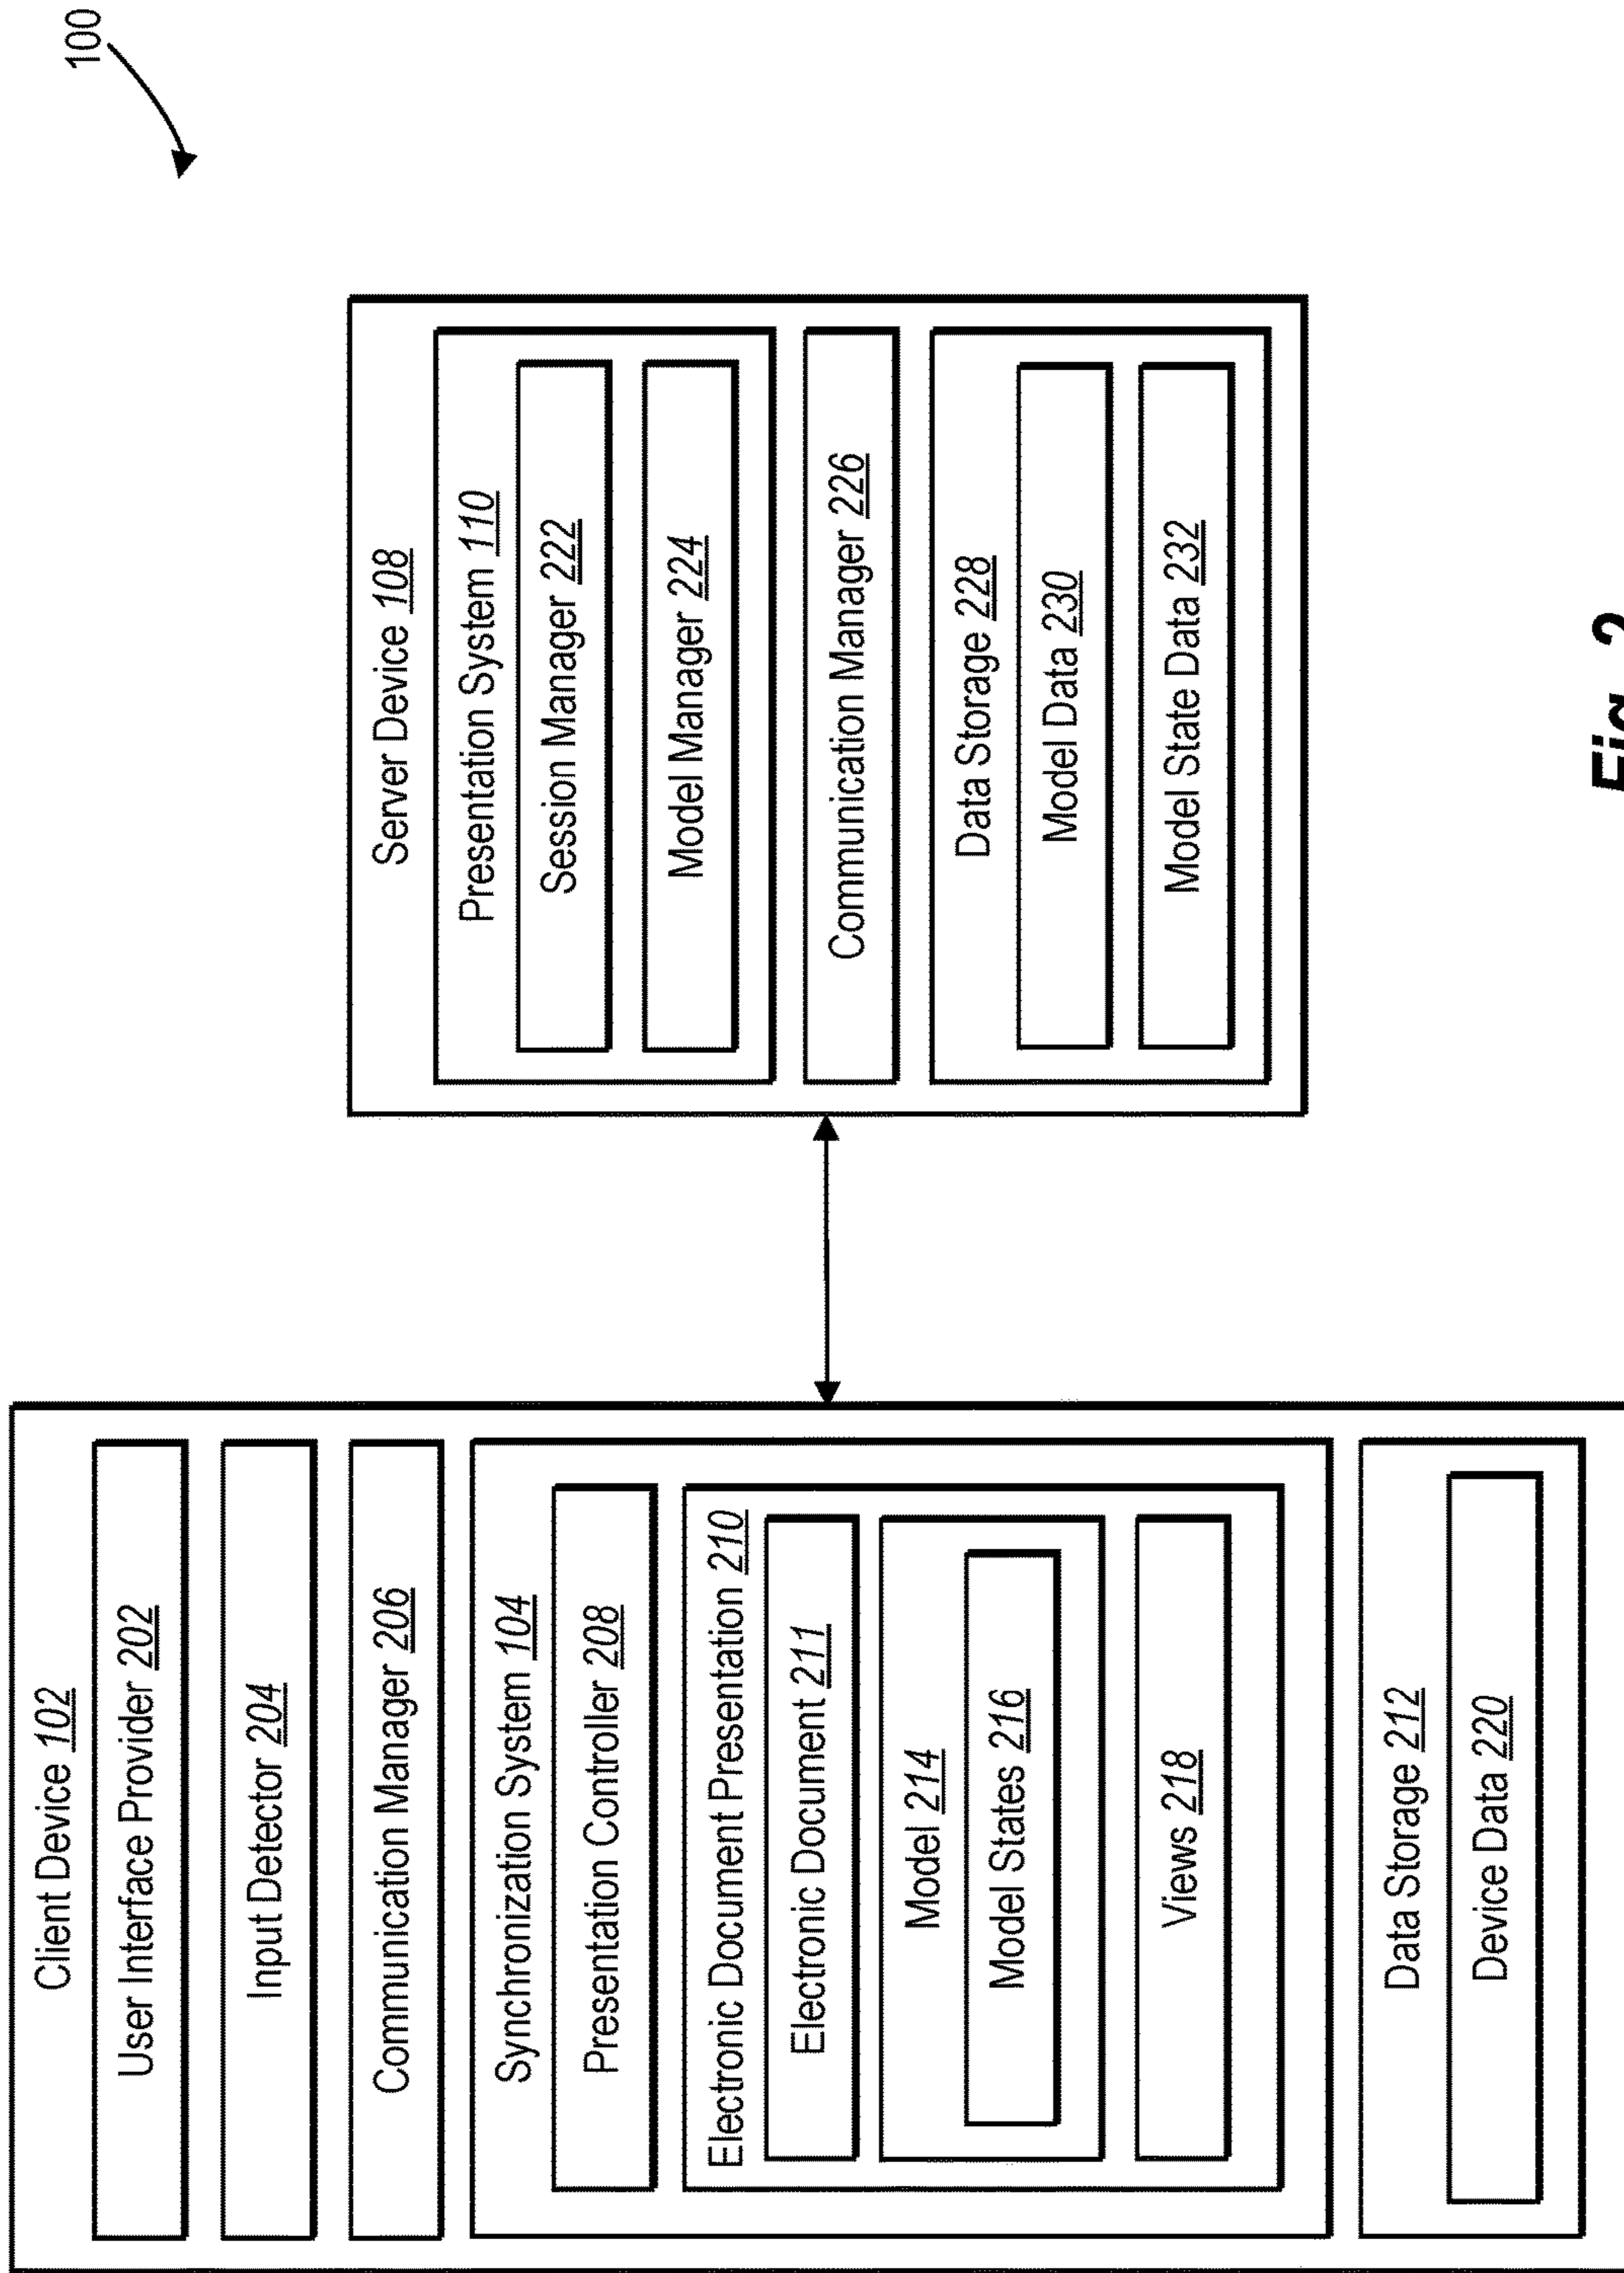 100
Client Device 102
User Interface Provider 202
Input Detector 204
Communication Manager 206
Synchronization System 104
Presentation Controller 208
Electronic Document Presentation 210
Electronic Document 211
Model 214
Model States 216
Views 218
Data Storage 212
Device Data 220
Server Device 108
Presentation System 110
Session Manager 222
Model Manager 224
Communication Manager 226
Data Storage 228
Model Data 230
Model State Data 232
Fig. 2